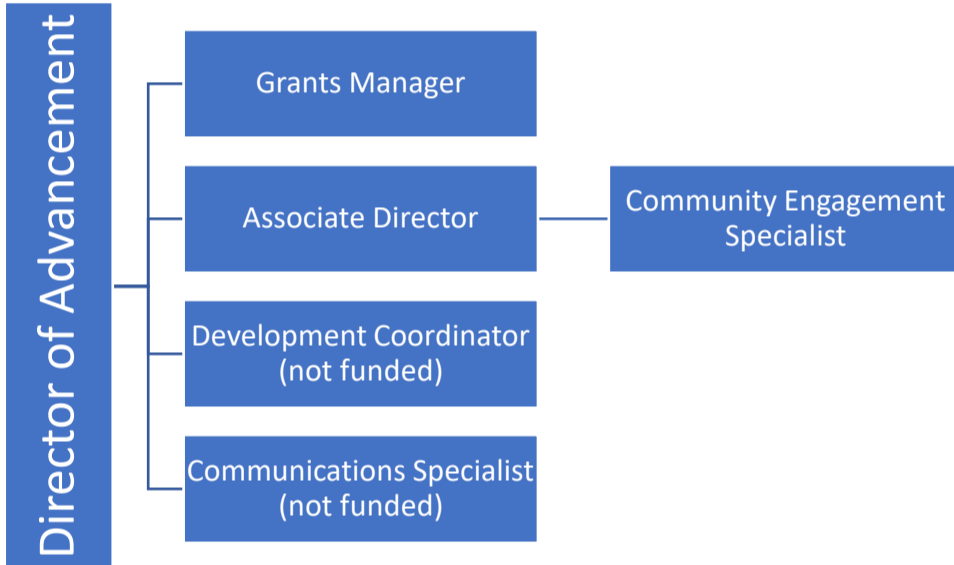 Director of Advancement
Grants Manager
Associate Director
Community Engagement
Specialist
Development Coordinator
(not funded)
Communications Specialist
(not funded)